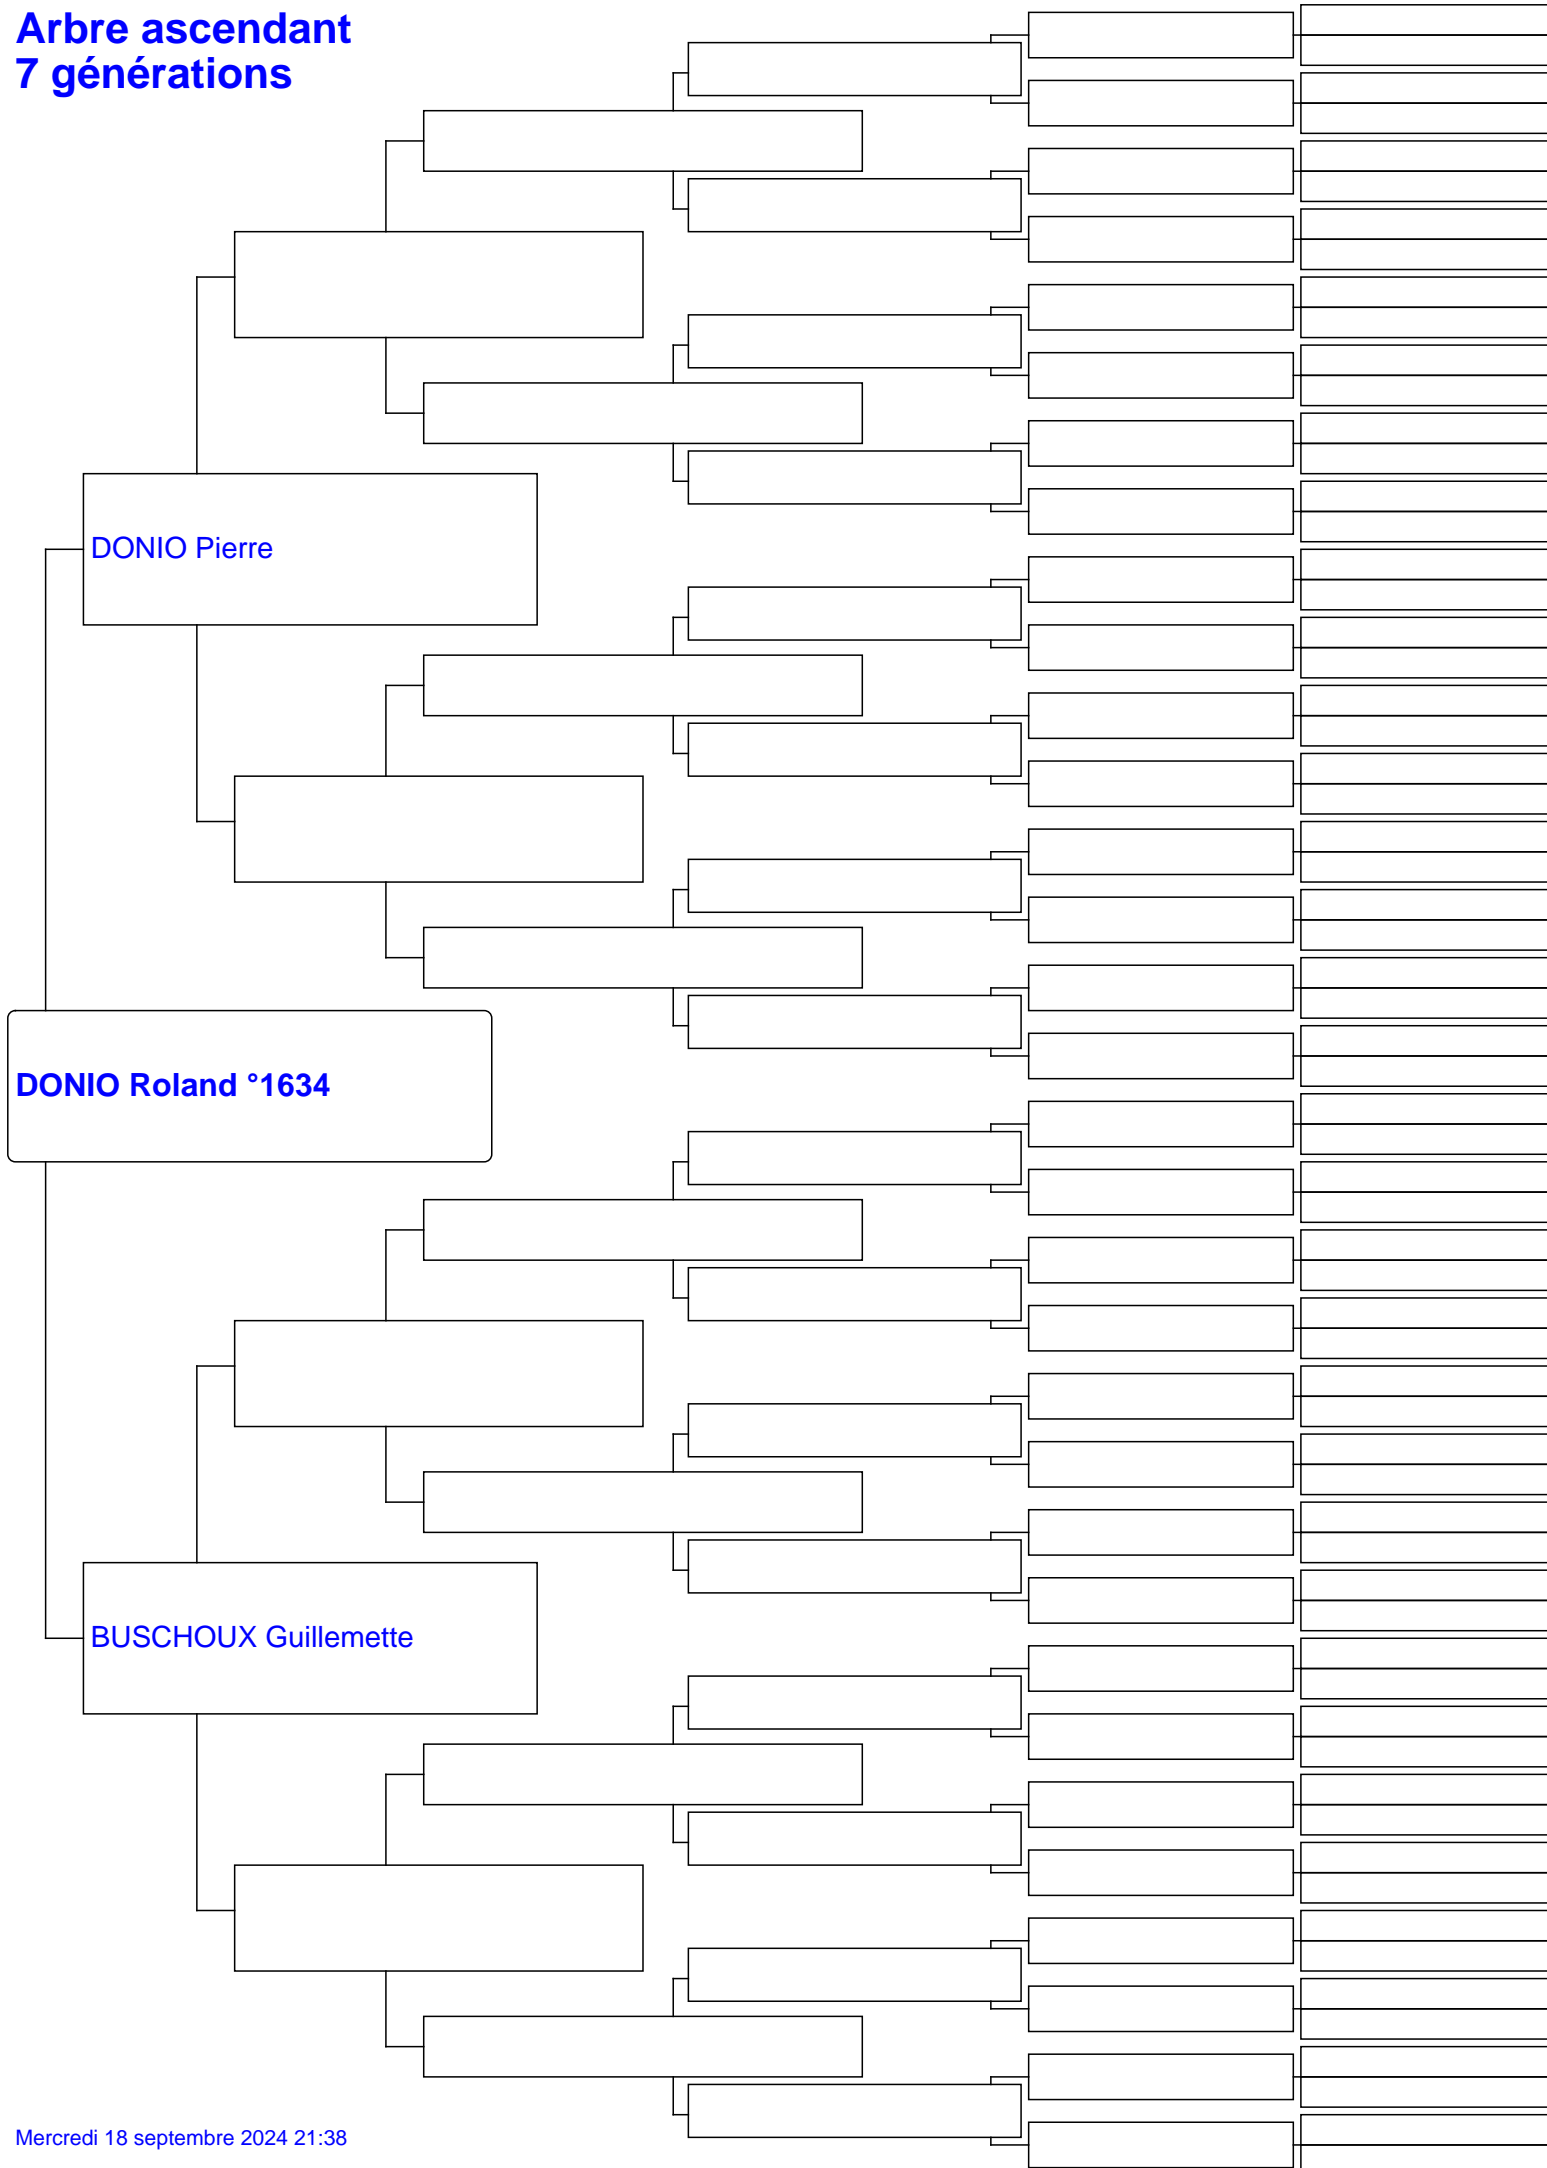 Arbre ascendant
7 générations
DONIO Pierre
DONIO Roland °1634
BUSCHOUX Guillemette
Mercredi 18 septembre 2024 21:38